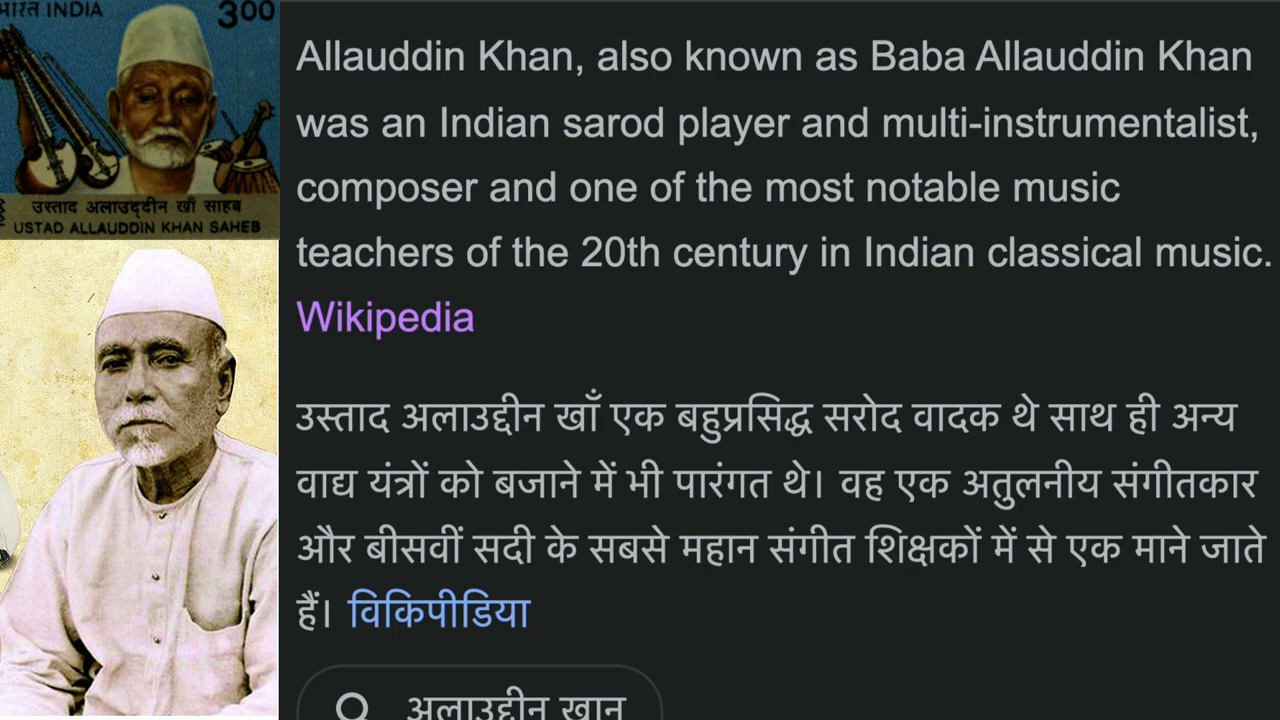 भारत INDIA 300
उस्ताद अलाउद्दीन खाँ साहब
USTAD ALLAUDDIN KHAN SAHEB
Allauddin Khan, also known as Baba Allauddin Khan
was an Indian sarod player and multi-instrumentalist,
composer and one of the most notable music
teachers of the 20th century in Indian classical music.
Wikipedia
उस्ताद अलाउद्दीन खाँ एक बहुप्रसिद्ध सरोद वादक थे साथ ही अन्य
वाद्य यंत्रों को बजाने में भी पारंगत थे। वह एक अतुलनीय संगीतकार
और बीसवीं सदी के सबसे महान संगीत शिक्षकों में से एक माने जाते
हैं। विकिपीडिया
अलाउद्दीन खान